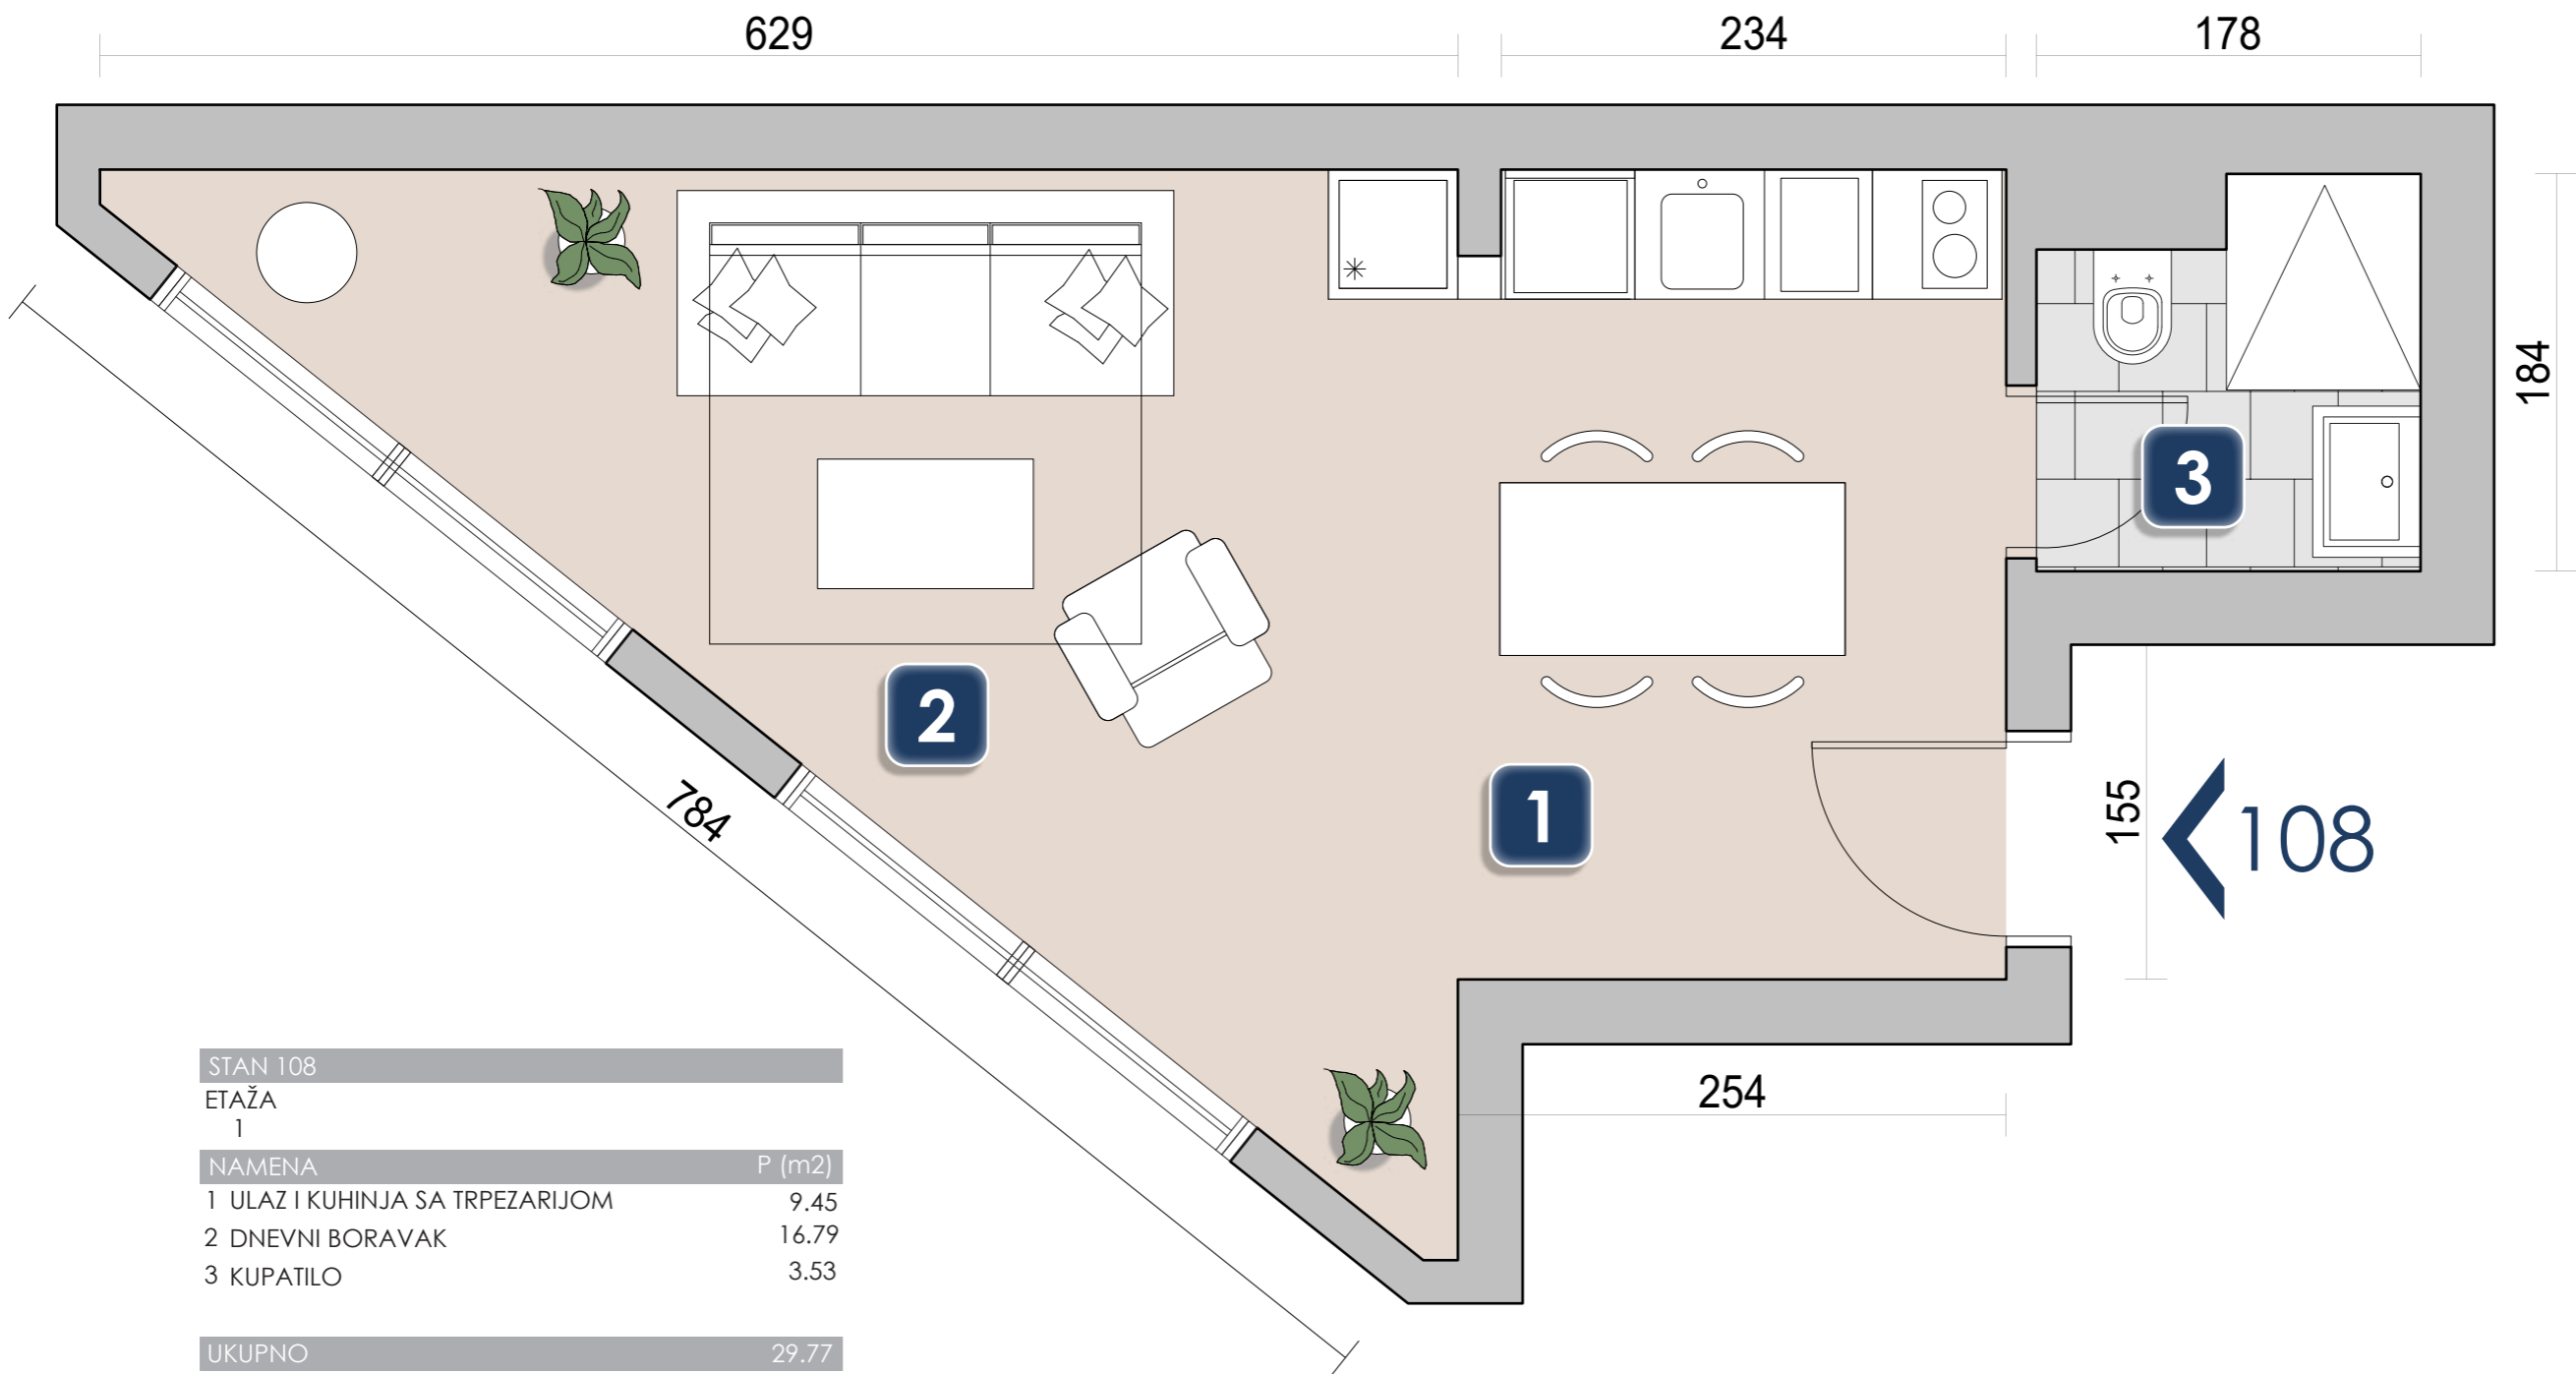 629
234
178
184
2
3
1
155
108
784
254
STAN 108
ETAŽA
1
NAMENA P (m2)
1 ULAZ I KUHINJA SA TRPEZARIJOM 9.45
2 DNEVNI BORAVAK 16.79
3 KUPATILO 3.53
UKUPNO 29.77